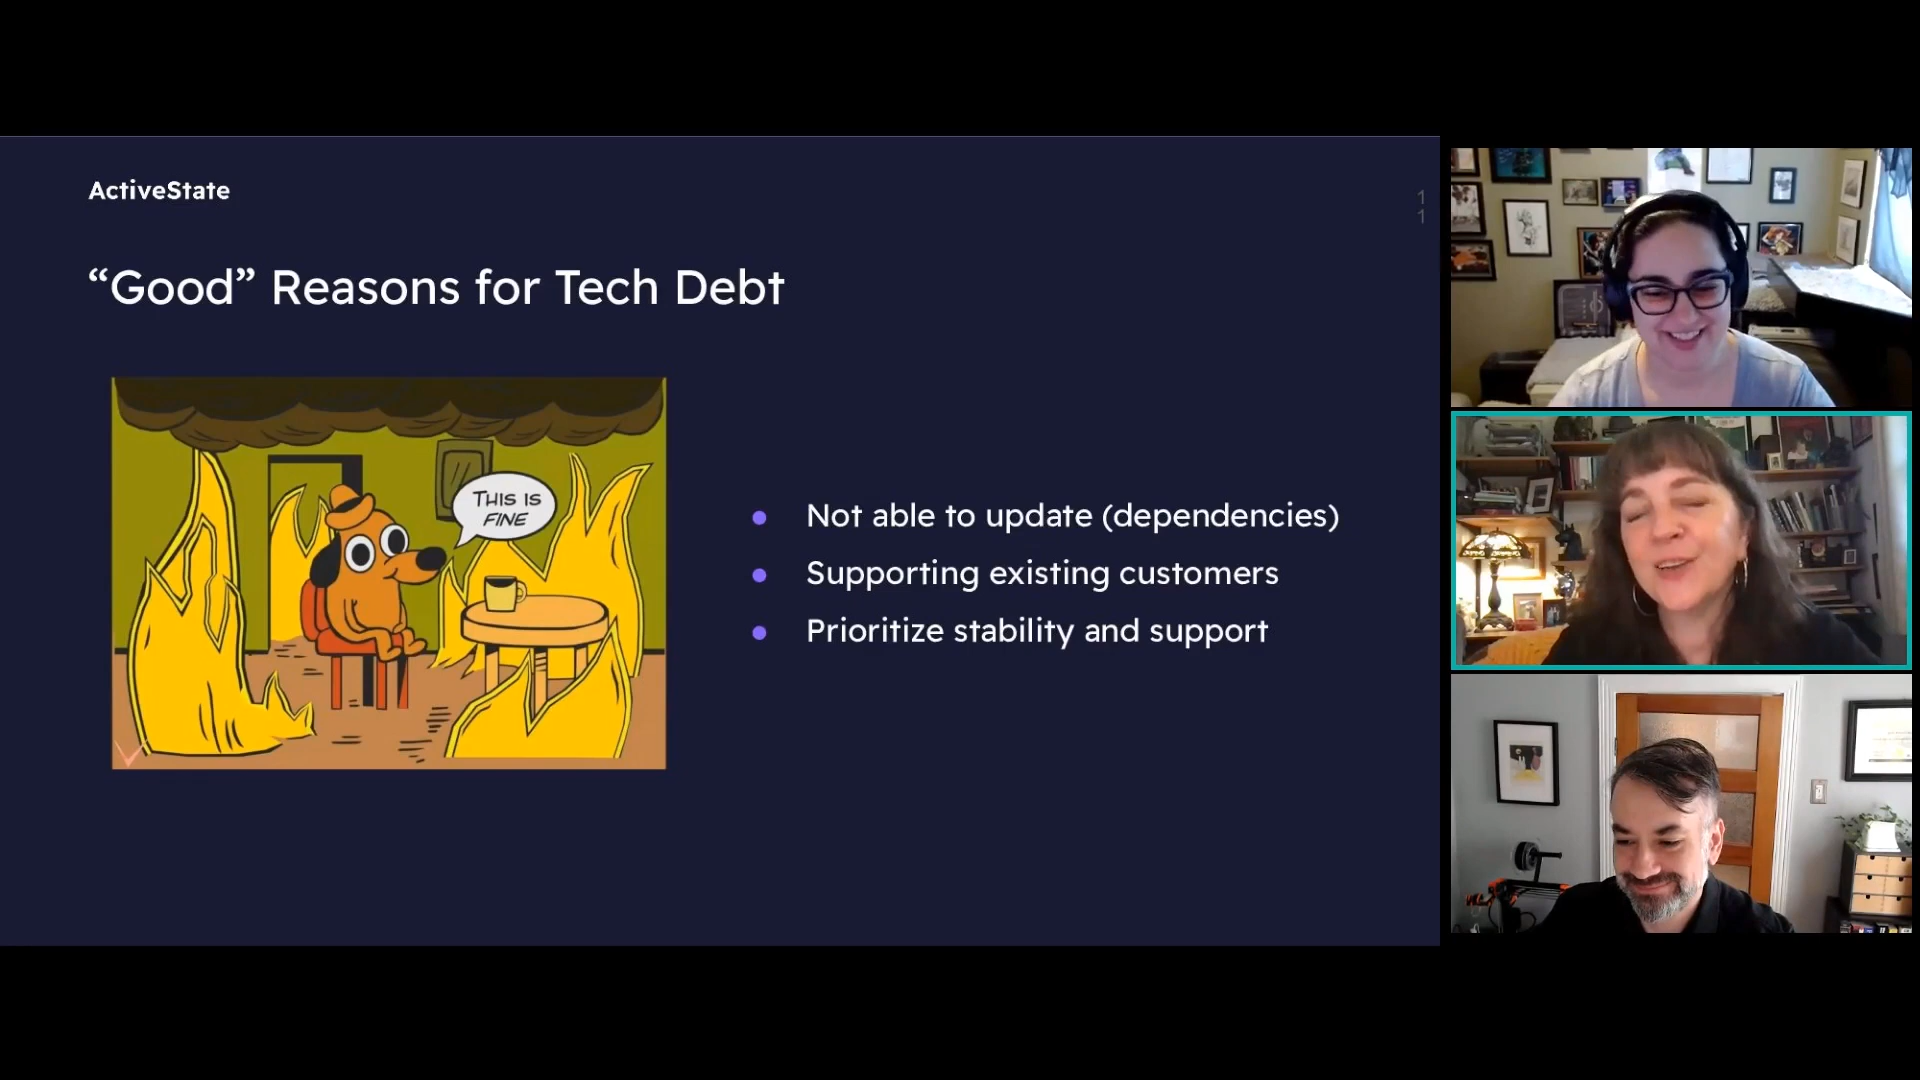 ActiveState
1
1
“Good” Reasons for Tech Debt
THIS IS
FINE
Not able to update (dependencies)
Supporting existing customers
Prioritize stability and support